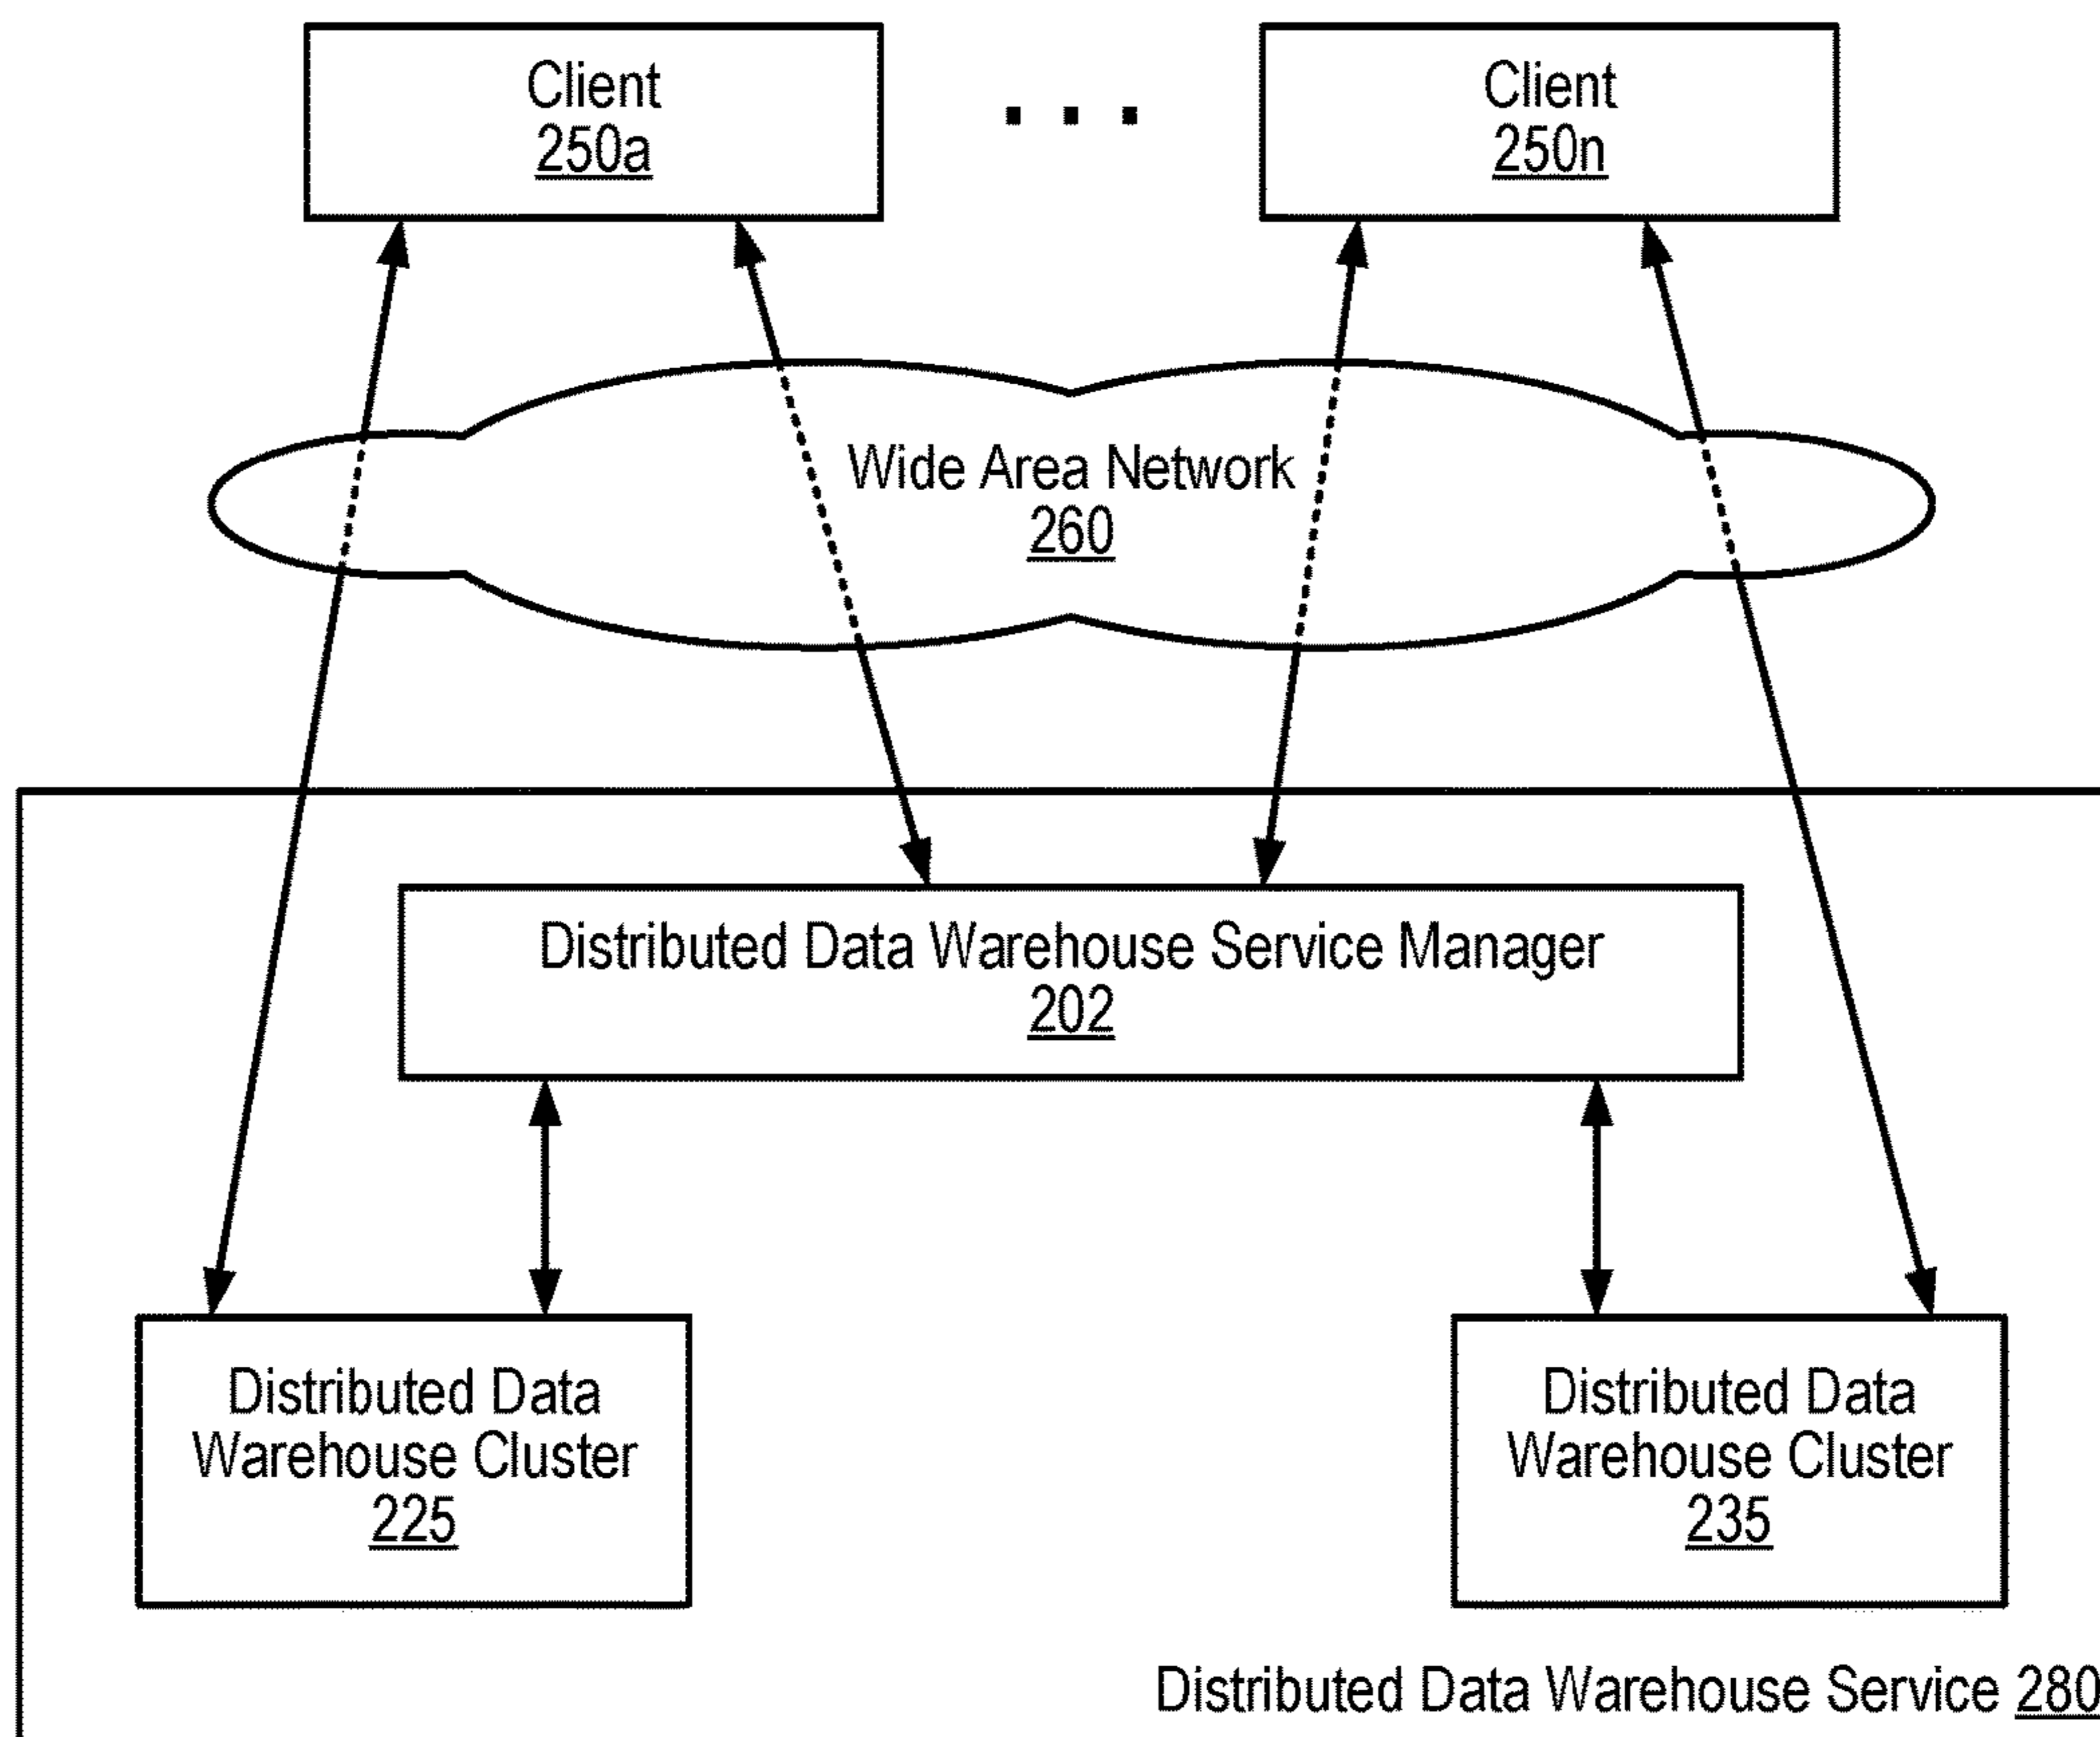 Client
250a
. . .
Client
250n
Wide Area Network
260
Distributed Data Warehouse Service Manager
202
Distributed Data
Warehouse Cluster
225
Distributed Data
Warehouse Cluster
235
Distributed Data Warehouse Service 280